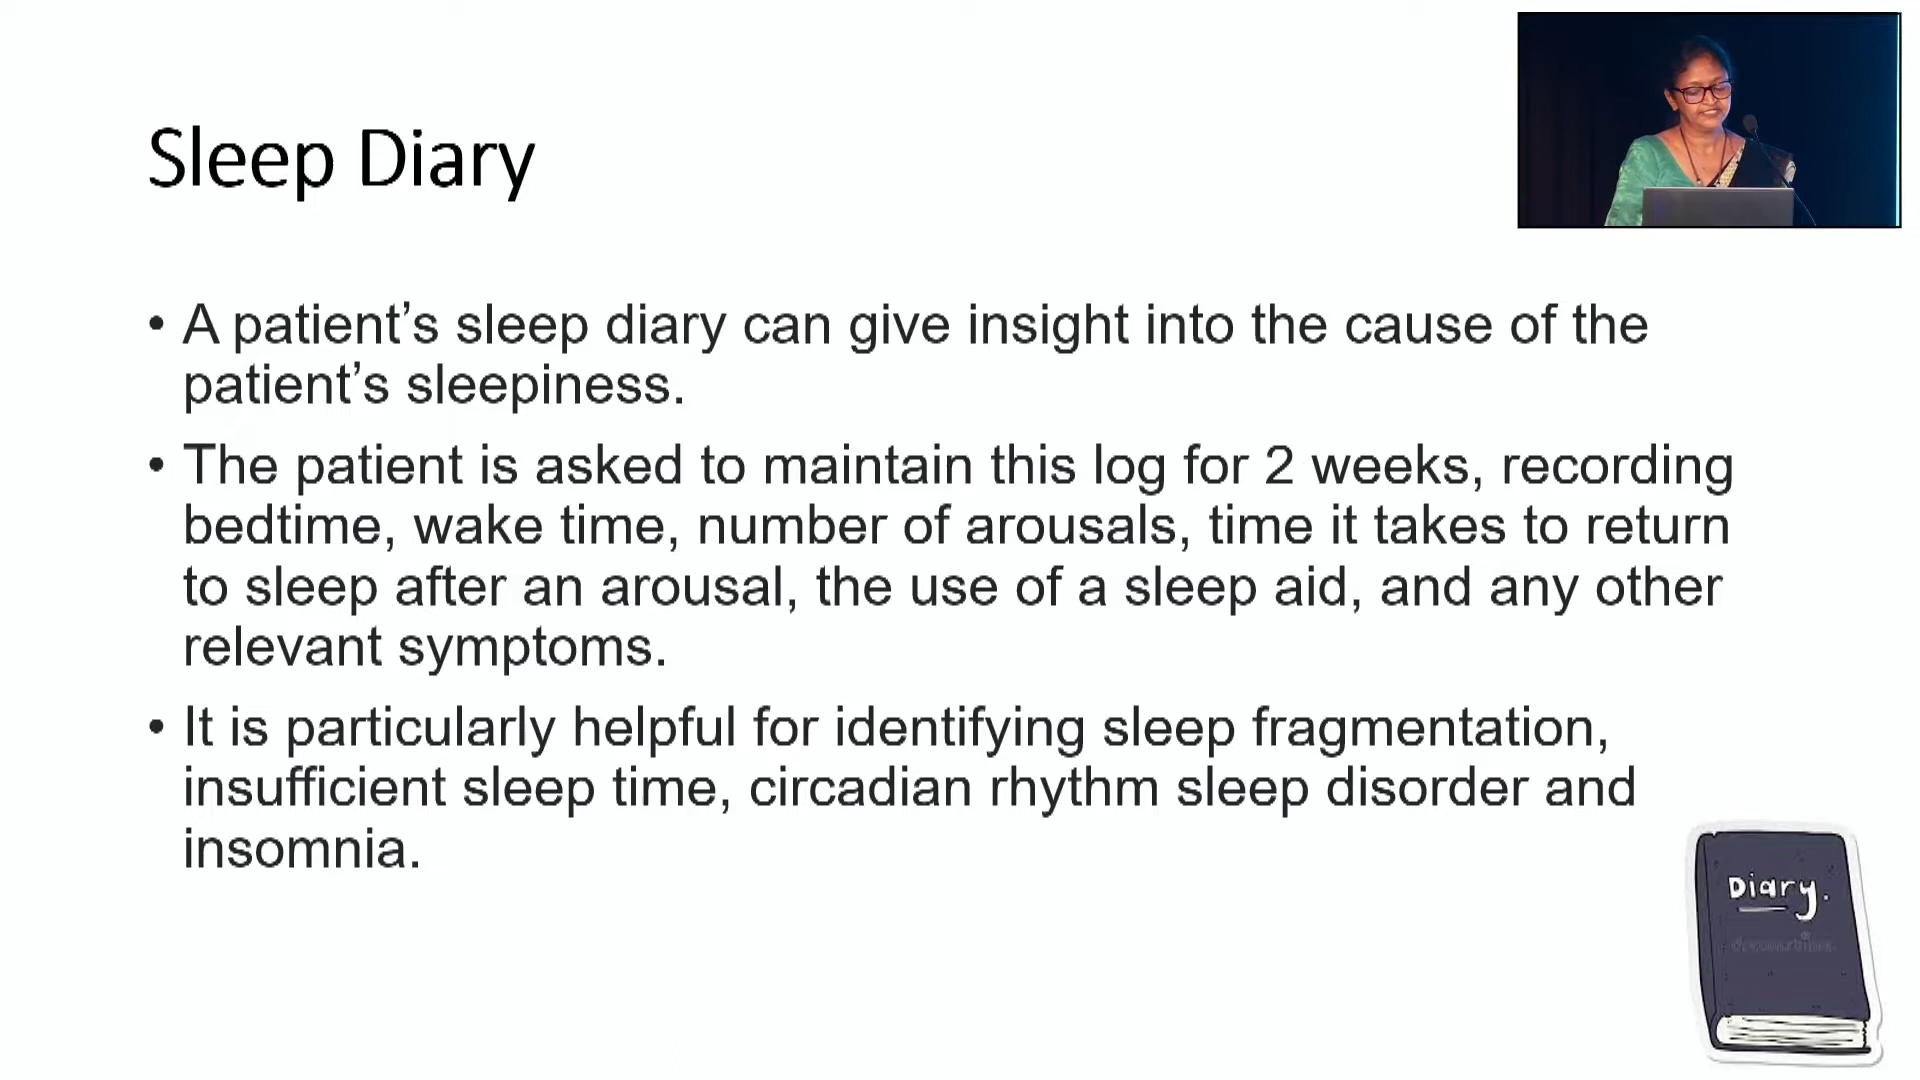 Sleep Diary
• A patient’s sleep diary can give insight into the cause of the
patient’s sleepiness.
• The patient is asked to maintain this log for 2 weeks, recording
bedtime, wake time, number of arousals, time it takes to return
to sleep after an arousal, the use of a sleep aid, and any other
relevant symptoms.
• It is particularly helpful for identifying sleep fragmentation,
insufficient sleep time, circadian rhythm sleep disorder and
insomnia.
Diary.